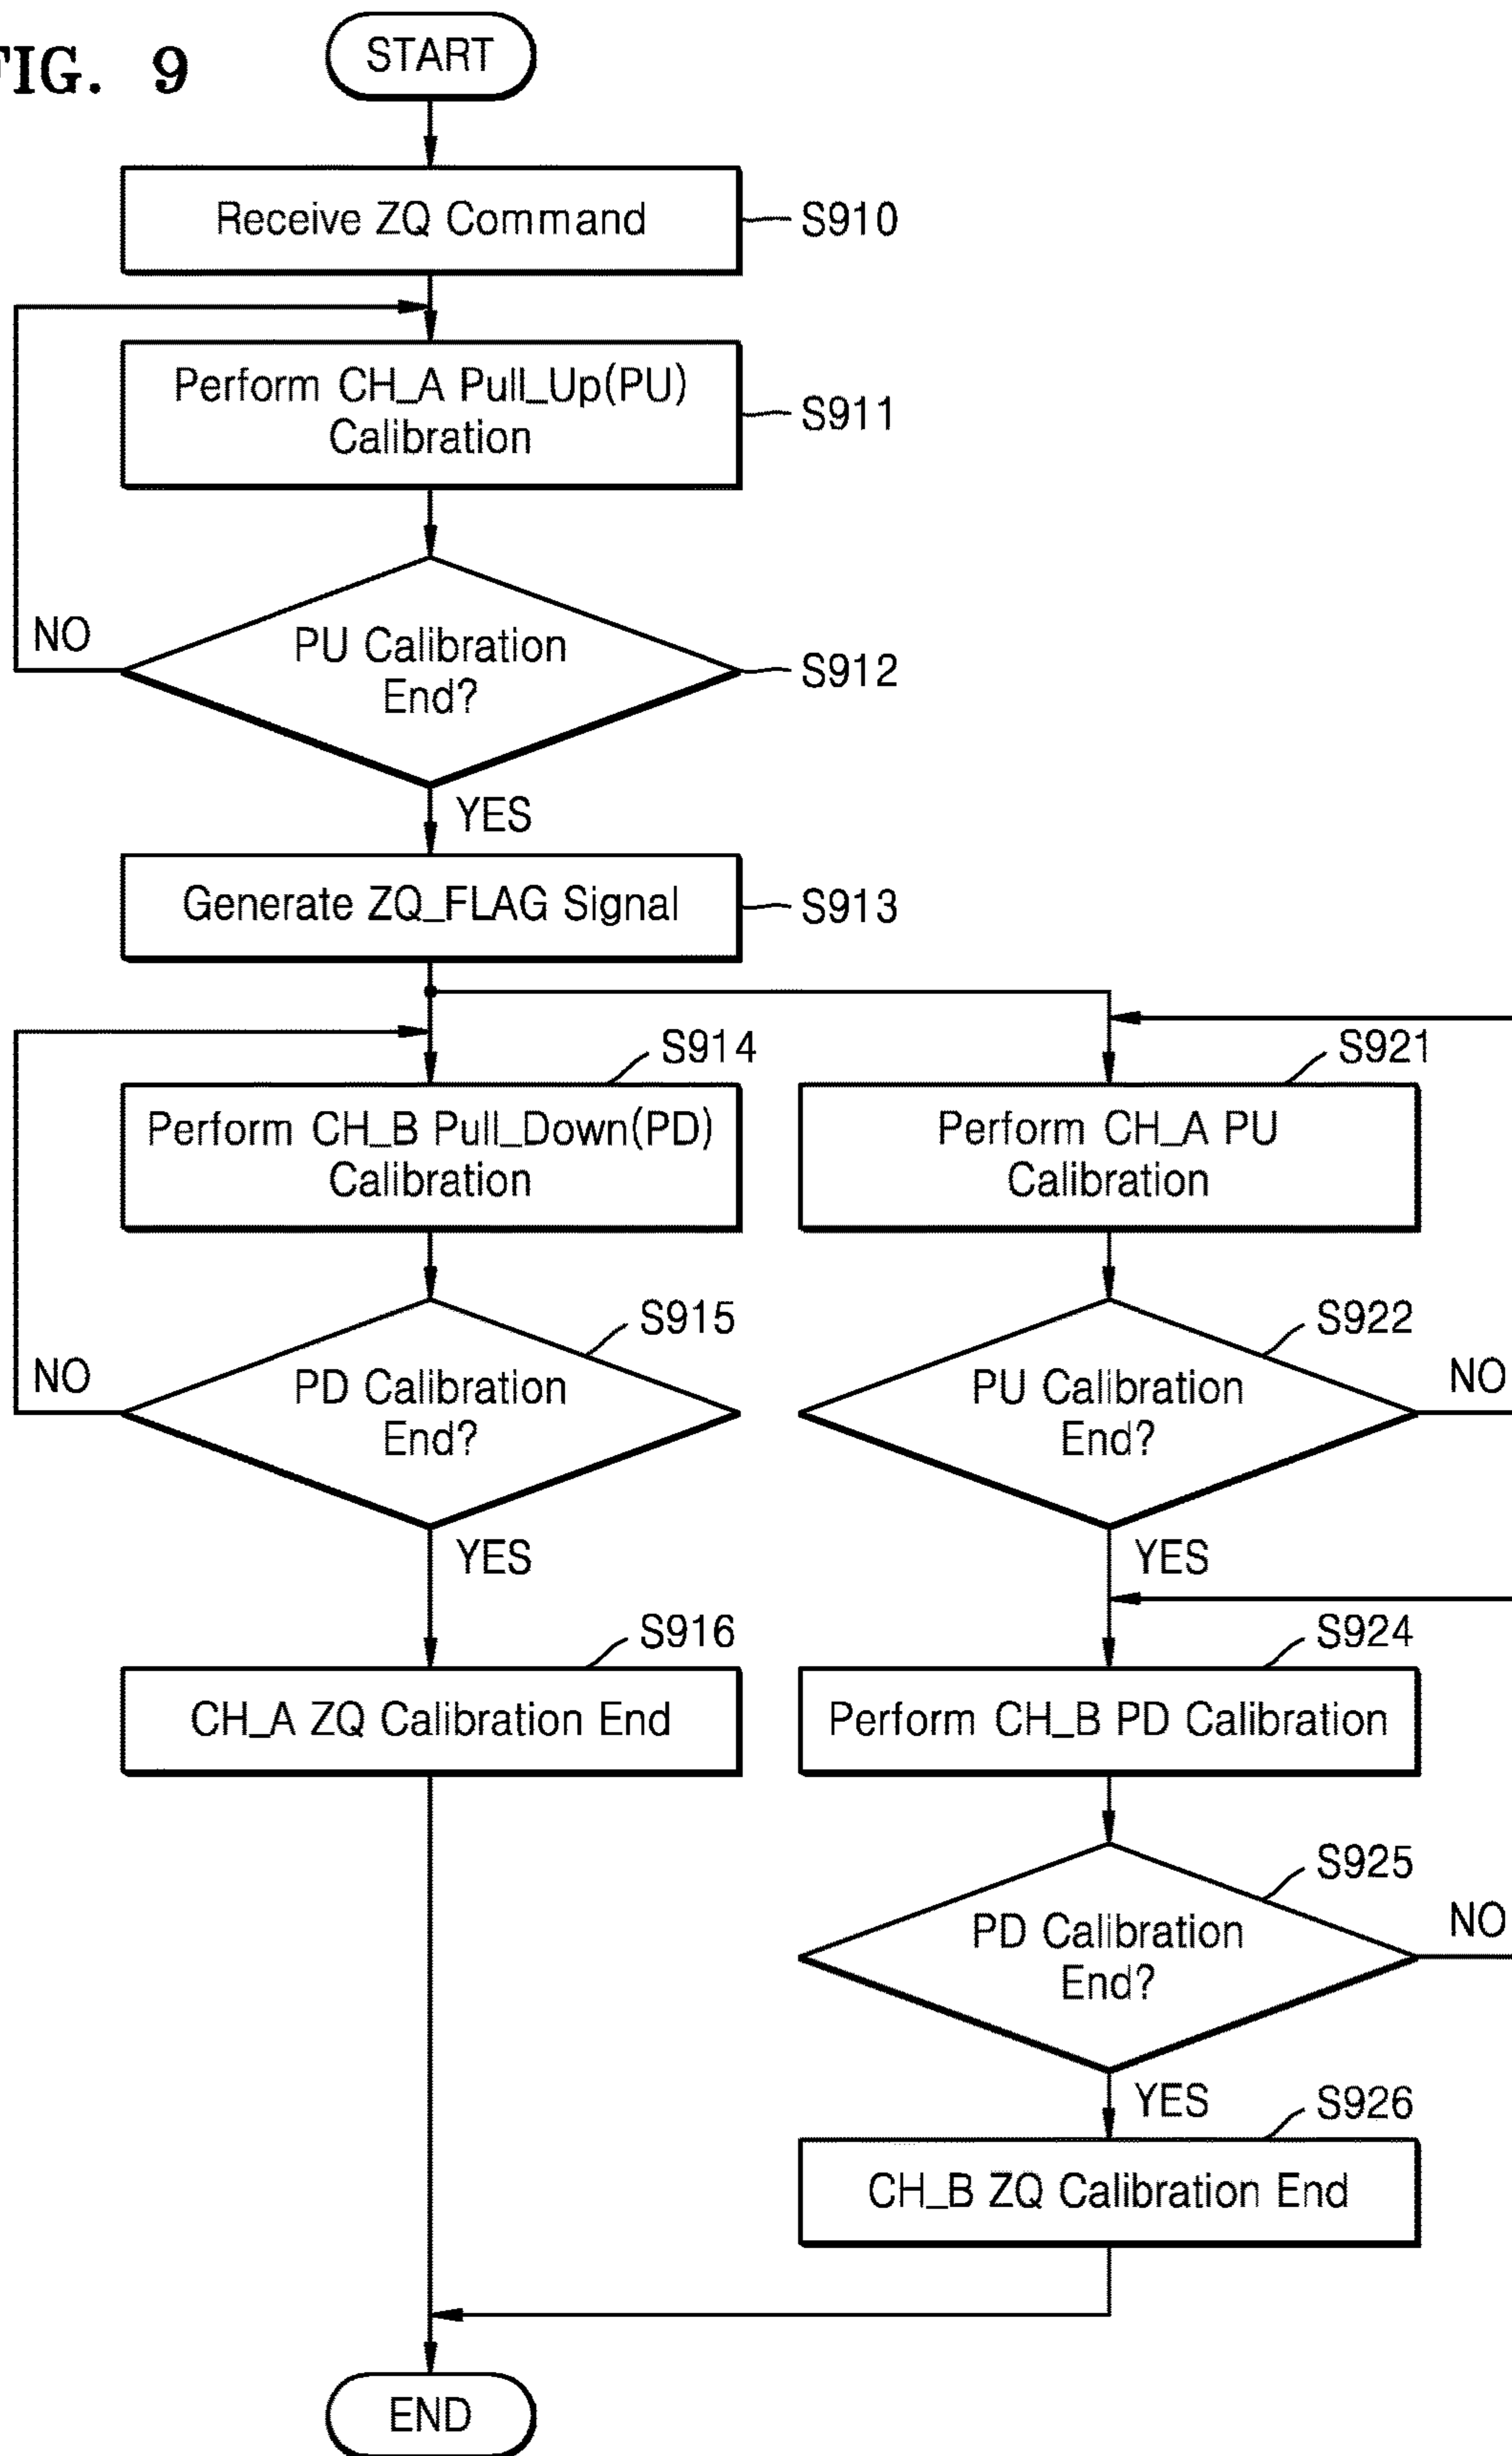 FIG. 9
START
Receive ZQ Command
S910
Perform CH_A Pull_Up(PU)
Calibration
S911
PU Calibration
End?
S912
NO
YES
Generate ZQ_FLAG Signal
S913
S914
Perform CH_B Pull_Down(PD)
Calibration
S921
Perform CH_A PU
Calibration
S915
PD Calibration
End?
NO
YES
S922
PU Calibration
End?
NO
YES
S916
CH_A ZQ Calibration End
S924
Perform CH_B PD Calibration
S925
PD Calibration
End?
NO
YES
S926
CH_B ZQ Calibration End
END